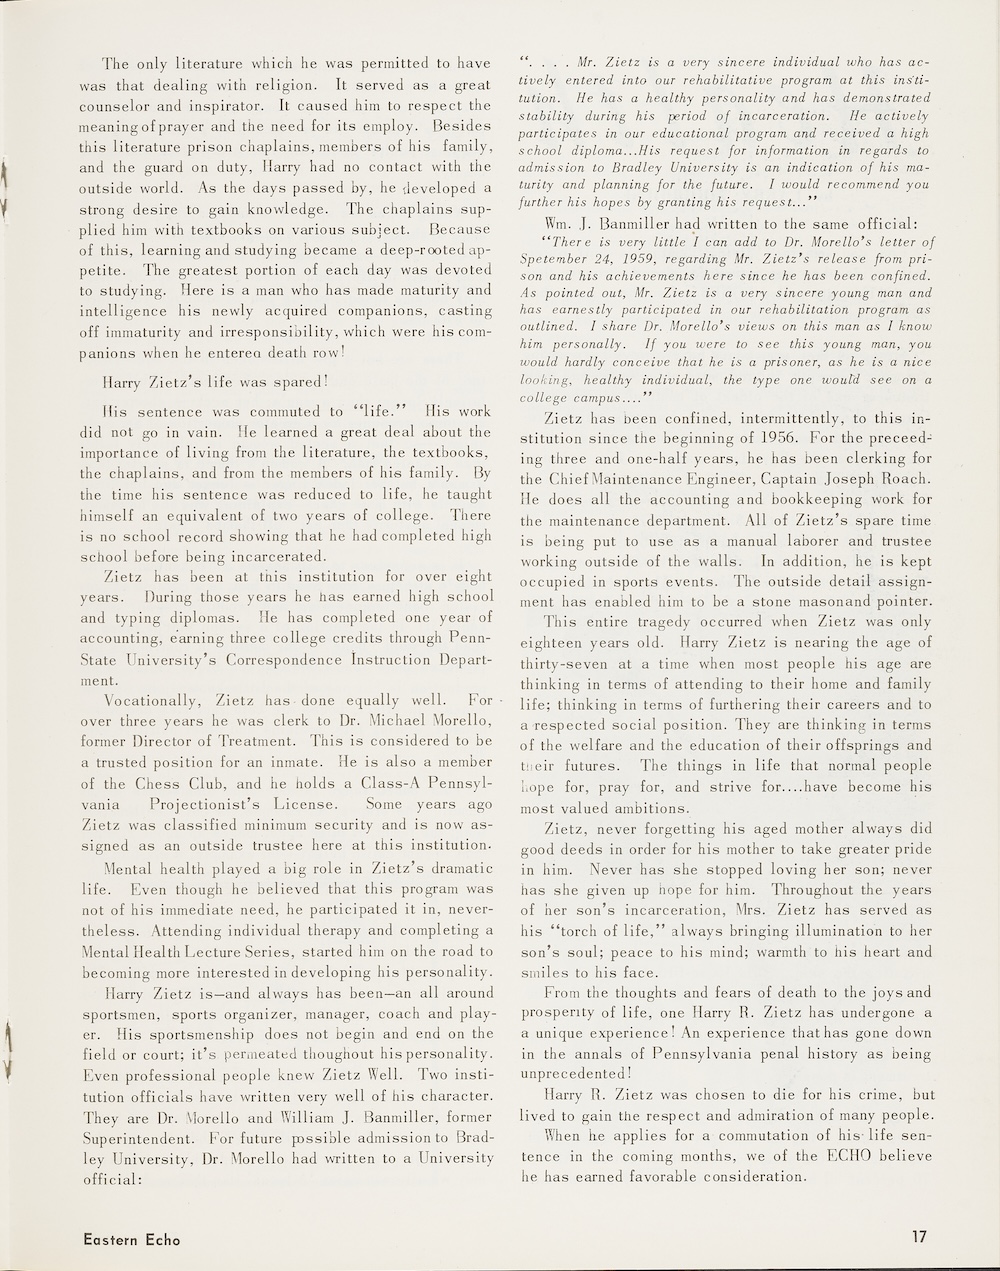 The only literature which he was permitted to have
was that dealing with religion. It served as a great
counselor and inspirator. It caused him to respect the
meaning of prayer and the need for its employ. Besides
this literature prison chaplains, members of his family,
and the guard on duty, Harry had no contact with the
outside world. As the days passed by, he developed a
strong desire to gain knowledge. The chaplains sup-
plied him with textbooks on various subject. Because
of this, learning and studying became a deep-rooted ap-
petite. The greatest portion of each day was devoted
to studying. Here is a man who has made maturity and
intelligence his newly acquired companions, casting
off immaturity and irresponsibility, which were his com-
panions when he entered death row!
Harry Zietz's life was spared!
His sentence was commuted to "life." His work
did not go in vain. He learned a great deal about the
importance of living from the literature, the textbooks,
the chaplains, and from the members of his family. By
the time his sentence was reduced to life, he taught
himself an equivalent of two years of college. There
is no school record showing that he had completed high
school before being incarcerated.
Zietz has been at this institution for over eight
years. During those years he has earned high school
and typing diplomas. He has completed one year of
accounting, earning three college credits through Penn-
State University's Correspondence Instruction Depart-
ment.
Vocationally, Zietz has done equally well. For
over three years he was clerk to Dr. Michael Morello,
former Director of Treatment. This is considered to be
a trusted position for an inmate. He is also a member
of the Chess Club, and he holds a Class-A Pennsyl-
vania Projectionist's License. Some years ago
Zietz was classified minimum security and is now as-
signed as an outside trustee here at this institution.
Mental health played a big role in Zietz's dramatic
life. Even though he believed that this program was
not of his immediate need, he participated it in, never-
theless. Attending individual therapy and completing a
Mental Health Lecture Series, started him on the road to
becoming more interested in developing his personality.
Harry Zietz is—and always has been—an all around
sportsmen, sports organizer, manager, coach and play-
er. His sportsmenship does not begin and end on the
field or court; it's permeated thoughout his personality.
Even professional people knew Zietz Well. Two insti-
tution officials have written very well of his character.
They are Dr. Morello and William J. Banmiller, former
Superintendent. For future possible admission to Brad-
ley University, Dr. Morello had written to a University
official:
". . . . Mr. Zietz is a very sincere individual who has ac-
tively entered into our rehabilitative program at this insti-
tution. He has a healthy personality and has demonstrated
stability during his period of incarceration. He actively
participates in our educational program and received a high
school diploma...His request for information in regards to
admission to Bradley University is an indication of his ma-
turity and planning for the future. I would recommend you
further his hopes by granting his request..."
Wm. J. Banmiller had written to the same official:
"There is very little I can add to Dr. Morello's letter of
Spetember 24, 1959, regarding Mr. Zietz's release from pri-
son and his achievements here since he has been confined.
As pointed out, Mr. Zietz is a very sincere young man and
has earnestly participated in our rehabilitation program as
outlined. I share Dr. Morello's views on this man as I know
him personally. If you were to see this young man, you
would hardly conceive that he is a prisoner, as he is a nice
looking, healthy individual, the type one would see on a
college campus...."
Zietz has been confined, intermittently, to this in-
stitution since the beginning of 1956. For the preceed-
ing three and one-half years, he has been clerking for
the Chief Maintenance Engineer, Captain Joseph Roach.
He does all the accounting and bookkeeping work for
the maintenance department. All of Zietz's spare time
is being put to use as a manual laborer and trustee
working outside of the walls. In addition, he is kept
occupied in sports events. The outside detail assign-
ment has enabled him to be a stone mason and pointer.
This entire tragedy occurred when Zietz was only
eighteen years old. Harry Zietz is nearing the age of
thirty-seven at a time when most people his age are
thinking in terms of attending to their home and family
life; thinking in terms of furthering their careers and to
a respected social position. They are thinking in terms
of the welfare and the education of their offsprings and
their futures. The things in life that normal people
hope for, pray for, and strive for....have become his
most valued ambitions.
Zietz, never forgetting his aged mother always did
good deeds in order for his mother to take greater pride
in him. Never has she stopped loving her son; never
has she given up hope for him. Throughout the years
of her son's incarceration, Mrs. Zietz has served as
his "torch of life," always bringing illumination to her
son's soul; peace to his mind; warmth to his heart and
smiles to his face.
From the thoughts and fears of death to the joys and
prosperity of life, one Harry R. Zietz has undergone a
a unique experience! An experience that has gone down
in the annals of Pennsylvania penal history as being
unprecedented!
Harry R. Zietz was chosen to die for his crime, but
lived to gain the respect and admiration of many people.
When he applies for a commutation of his life sen-
tence in the coming months, we of the ECHO believe
he has earned favorable consideration.
Eastern Echo
17